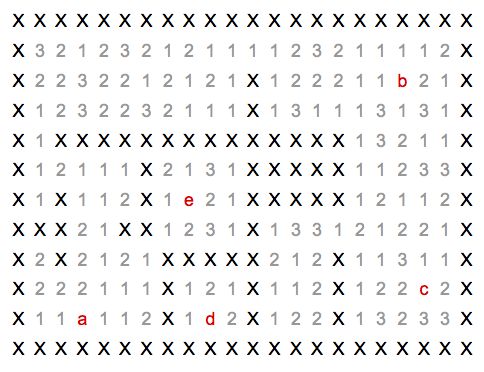 X X X X X X X X X X X X X X X X X X X X X X
X 3 2 1 2 3 2 1 2 1 1 1 1 2 3 2 1 1 1 1 2 X
X 2 2 3 2 2 1 2 1 2 1 X 1 2 2 2 1 1 b 2 1 X
X 1 2 3 2 2 3 2 1 1 1 X 1 3 1 1 1 3 1 3 1 X
X 1 X X X X X X X X X X X X X X 1 3 2 1 1 X
X 1 2 1 1 1 X 2 1 3 1 X X X X X 1 1 2 3 3 X
X 1 X 1 1 2 X 1 e 2 1 X X X X X 1 2 1 1 2 X
X X X 2 1 X X 1 2 3 1 X 1 3 3 1 2 1 2 2 1 X
X 2 X 2 1 2 1 X X X X X 2 1 2 X 1 1 3 1 1 X
X 2 2 2 1 1 1 X 1 2 1 X 1 1 2 X 1 2 2 c 2 X
X 1 1 a 1 1 2 X 1 d 2 X 1 2 2 X 1 3 2 3 3 X
X X X X X X X X X X X X X X X X X X X X X X